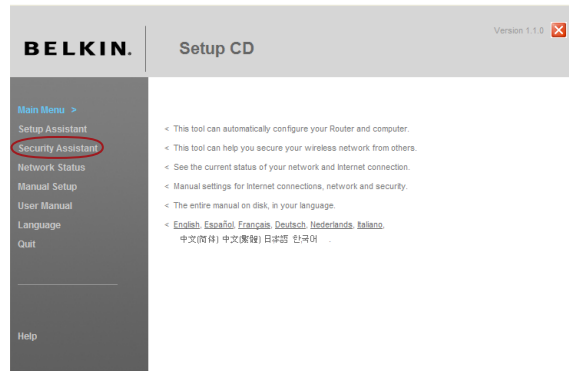 Version 1.1.0
BELKIN.
Setup CD
Main Menu >
Setup Assistant
< This tool can automatically configure your Router and computer.
Security Assistant
< This tool can help you secure your wireless network from others.
Network Status
< See the current status of your network and Internet connection.
Manual Setup
< Manual settings for Internet connections, network and security.
User Manual
< The entire manual on disk, in your language.
Language
< English, Español, Français, Deutsch, Nederlands, Italiano,
中文(简体) 中文(繁體) 日本語 한국어 .
Quit
Help